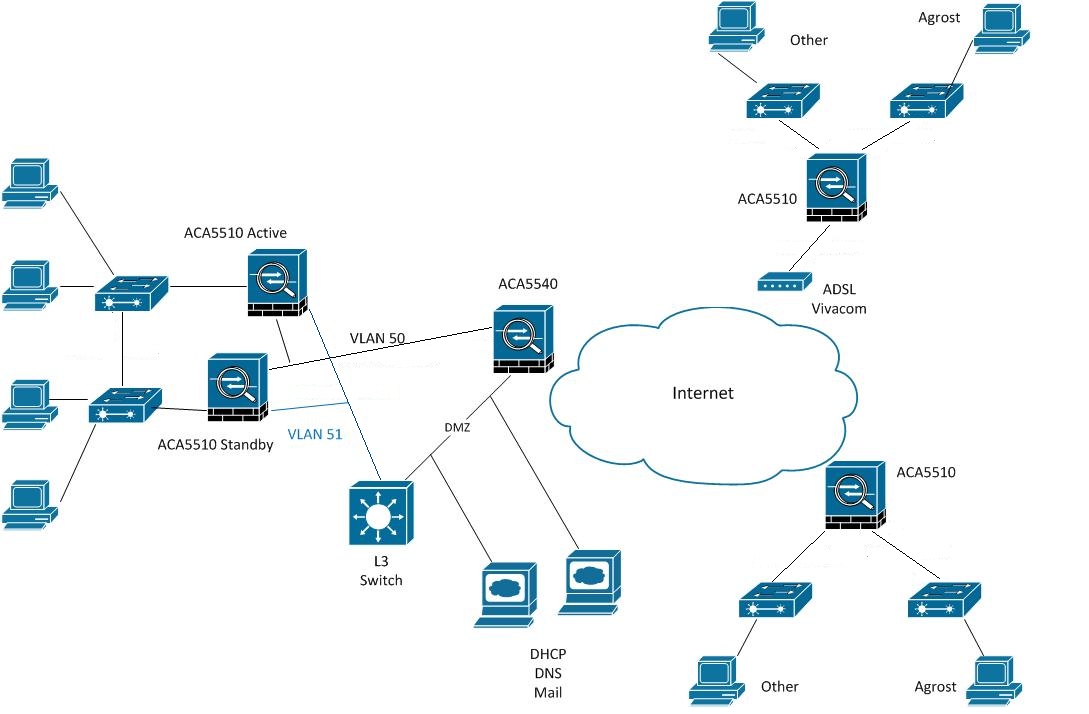 Other
Agrost
ACA5510
ADSL
Vivacom
ACA5510 Active
ACA5540
VLAN 50
Internet
ACA5510 Standby
VLAN 51
DMZ
ACA5510
L3
Switch
DHCP
DNS
Mail
Other
Agrost